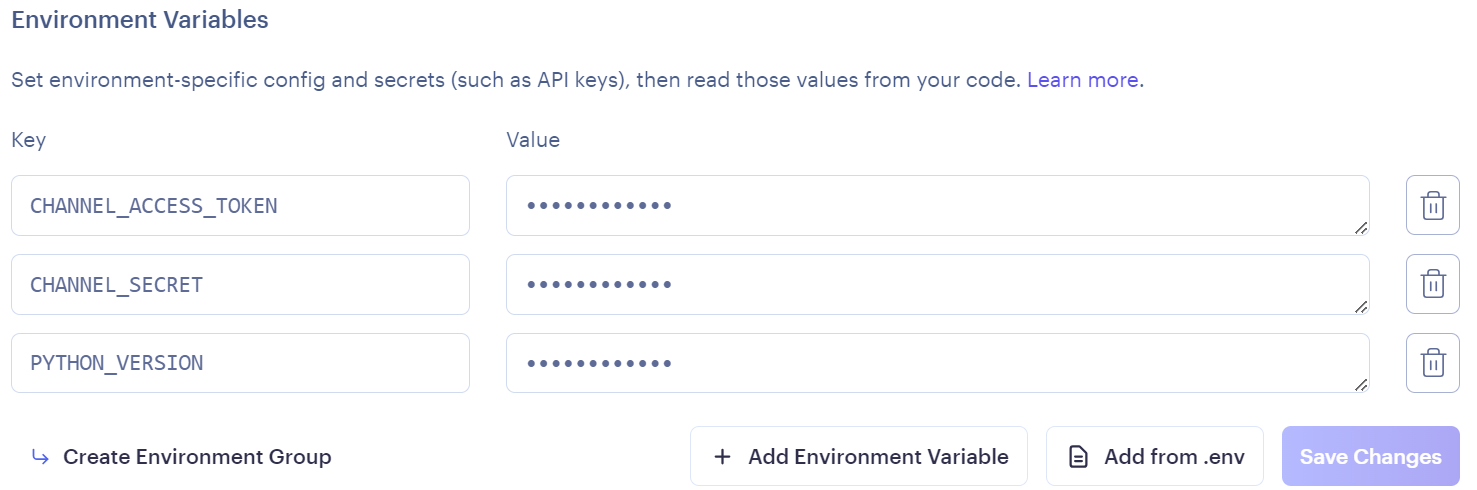 Environment Variables
Set environment-specific config and secrets (such as API keys), then read those values from your code. Learn more.
Key Value
CHANNEL_ACCESS_TOKEN ••••••••••••
CHANNEL_SECRET ••••••••••••
PYTHON_VERSION ••••••••••••
Create Environment Group + Add Environment Variable Add from .env Save Changes